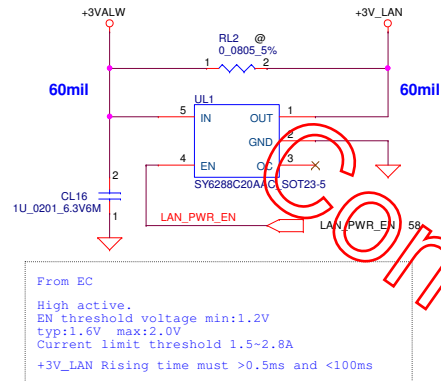 +3VALW
+3V_LAN
RL2 @
0_0805_5%
1 2
60mil
60mil
UL1
5 IN OUT 1
GND 2
4 EN OC 3
SY6288C20AAC_SOT23-5
2
CL16
1U_0201_6.3V6M
1
LAN_PWR_EN
LAN_PWR_EN 58
Con
From EC
High active.
EN threshold voltage min:1.2V
typ:1.6V max:2.0V
Current limit threshold 1.5~2.8A
+3V_LAN Rising time must >0.5ms and <100ms